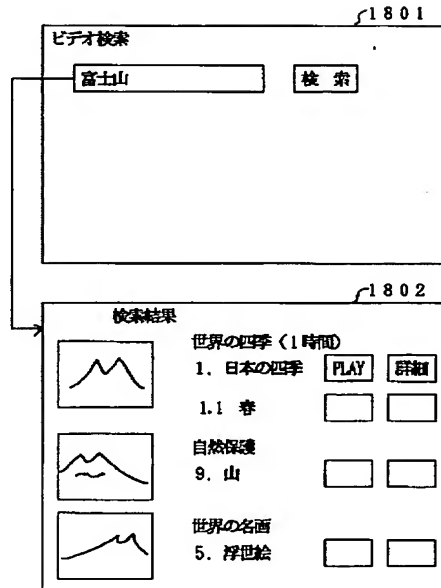 1801
ビデオ検索
富士山 検 索
1802
検索結果
世界の四季（1時間）
1. 日本の四季 PLAY 詳細
1.1 春
自然保護
9. 山
世界の名画
5. 浮世絵